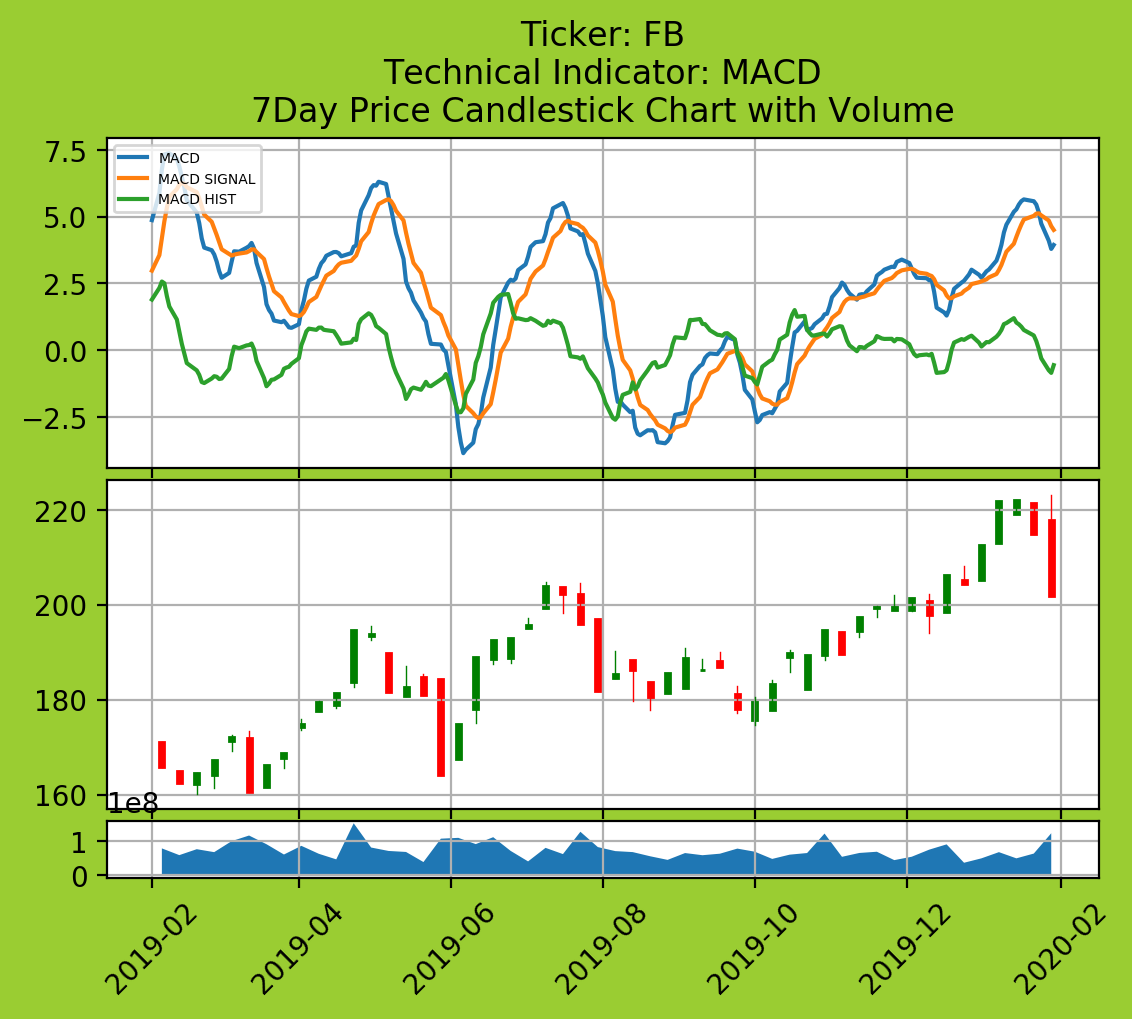 Ticker: FB
Technical Indicator: MACD
7Day Price Candlestick Chart with Volume
7.5
5.0
2.5
0.0
−2.5
MACD
MACD SIGNAL
MACD HIST
220
200
180
160
1e8
1
0
2019-02
2019-04
2019-06
2019-08
2019-10
2019-12
2020-02